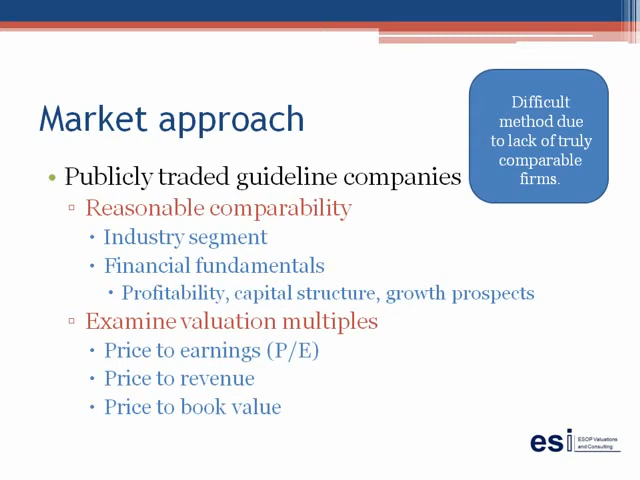 Market approach
Difficult
method due
to lack of truly
comparable
firms.
• Publicly traded guideline companies
▫ Reasonable comparability
• Industry segment
• Financial fundamentals
• Profitability, capital structure, growth prospects
▫ Examine valuation multiples
• Price to earnings (P/E)
• Price to revenue
• Price to book value
esi
ESOP Valuations
and Consulting